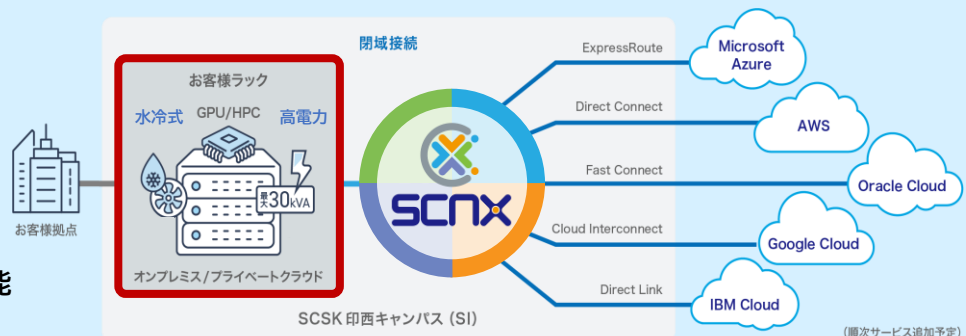 閉域接続
お客様ラック
水冷式 GPU/HPC 高電力
最大30kVA
オンプレミス/プライベートクラウド
お客様拠点
能
SCNX
SCSK 印西キャンパス (SI)
ExpressRoute
Microsoft
Azure
Direct Connect
AWS
Fast Connect
Oracle Cloud
Cloud Interconnect
Google Cloud
Direct Link
IBM Cloud
(順次サービス追加予定)